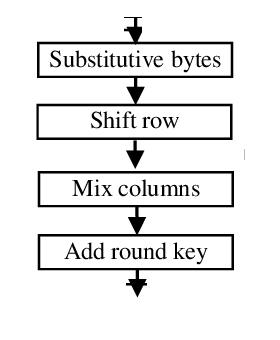 Substitutive bytes
Shift row
Mix columns
Add round key